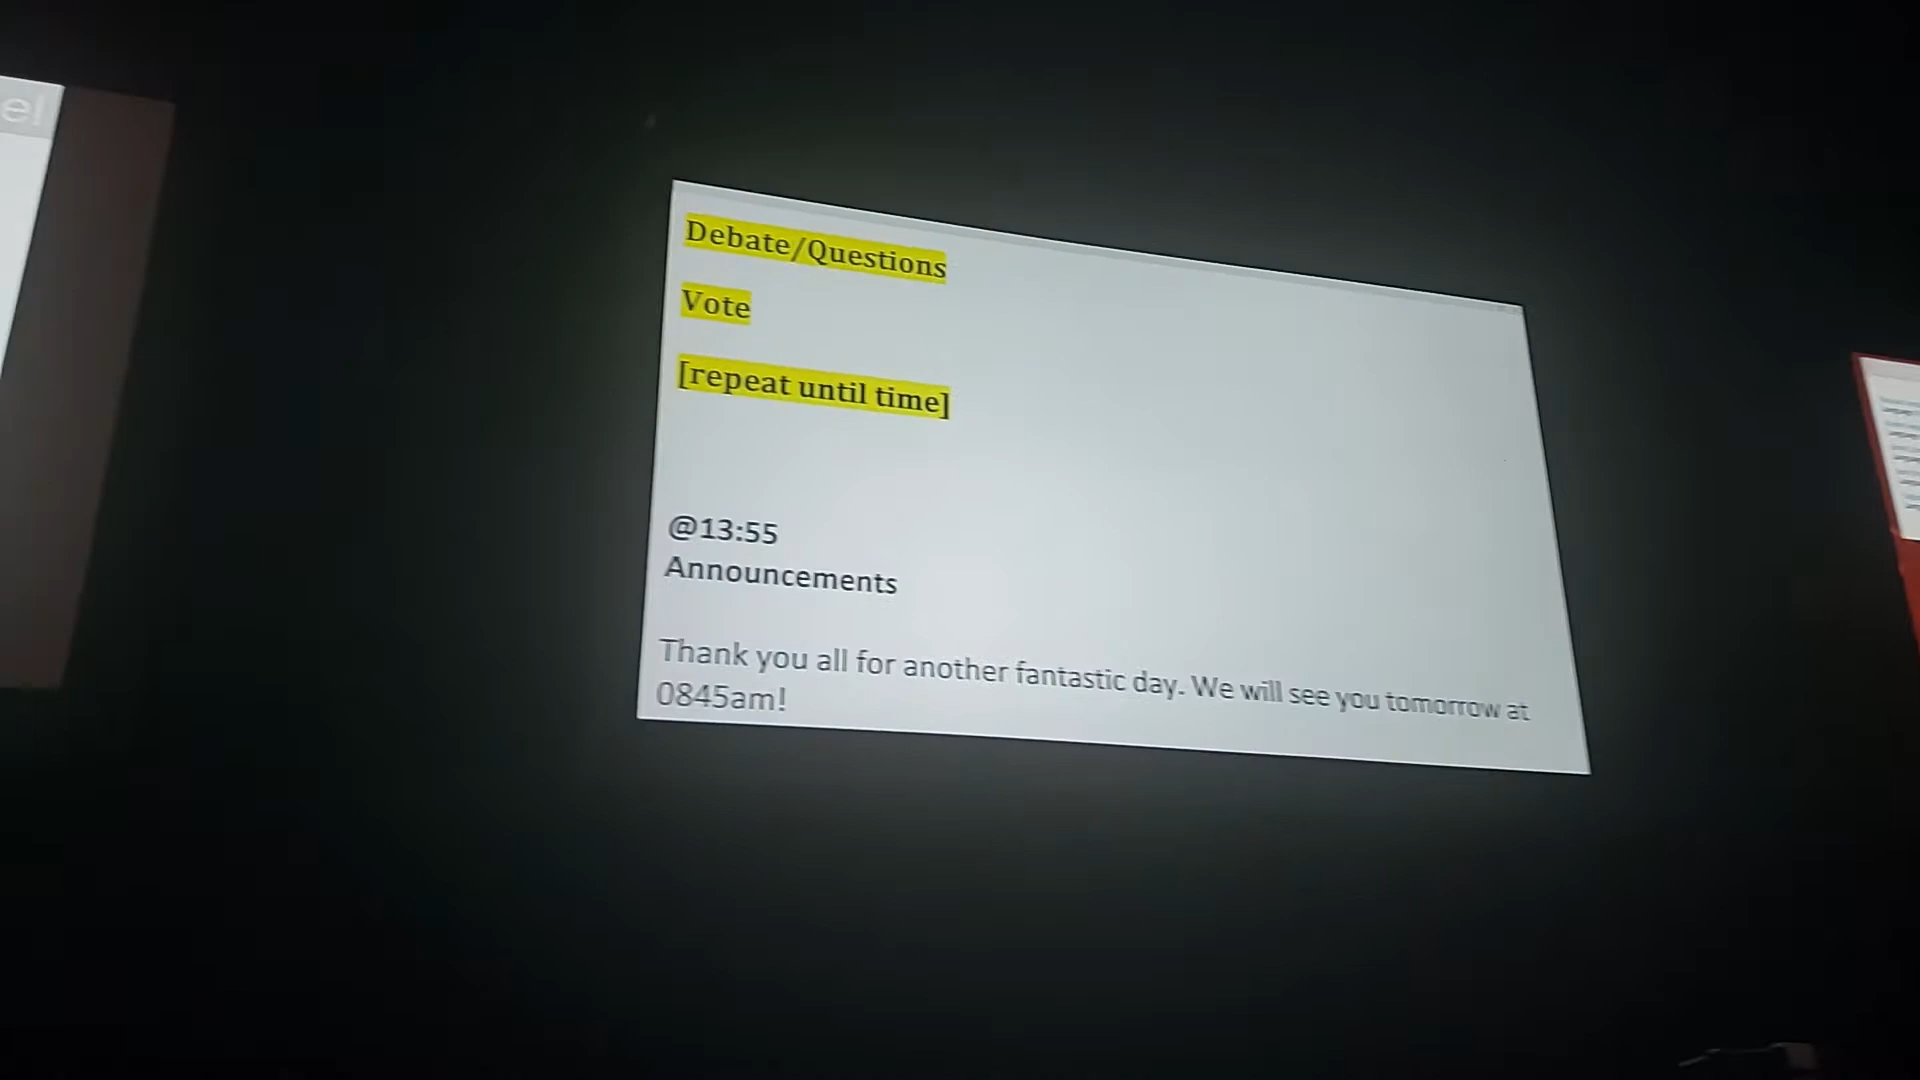 Debate/Questions
Vote
[repeat until time]
@13:55
Announcements
Thank you all for another fantastic day. We will see you tomorrow at
0845am!